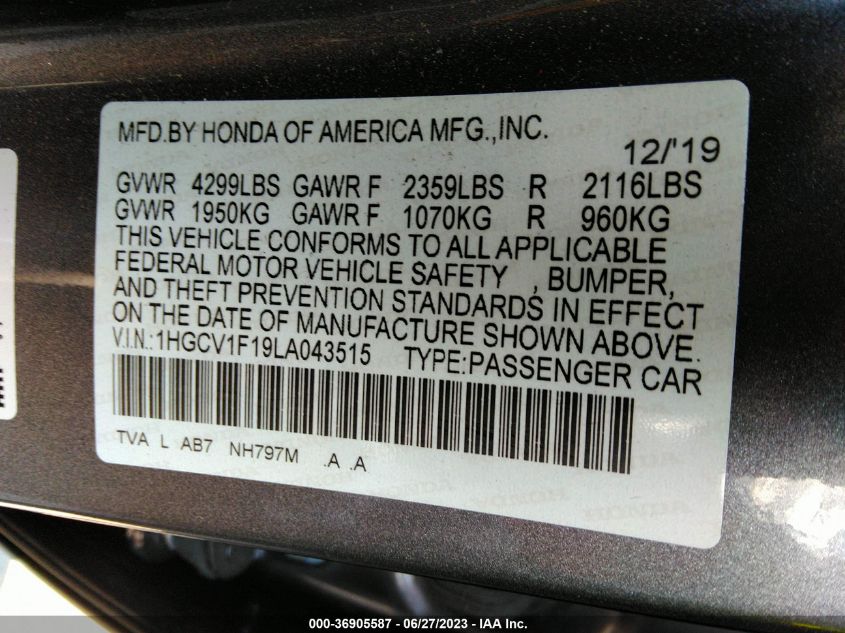 MFD.BY HONDA OF AMERICA MFG.,INC.
12/'19
GVWR 4299LBS GAWR F 2359LBS R 2116LBS
GVWR 1950KG GAWR F 1070KG R 960KG
THIS VEHICLE CONFORMS TO ALL APPLICABLE
FEDERAL MOTOR VEHICLE SAFETY , BUMPER,
AND THEFT PREVENTION STANDARDS IN EFFECT
ON THE DATE OF MANUFACTURE SHOWN ABOVE.
V.I.N.:1HGCV1F19LA043515 TYPE:PASSENGER CAR
TVA L AB7 NH797M .A .A
HONDA
000-36905587 / 06/27/2023 / IAA Inc.